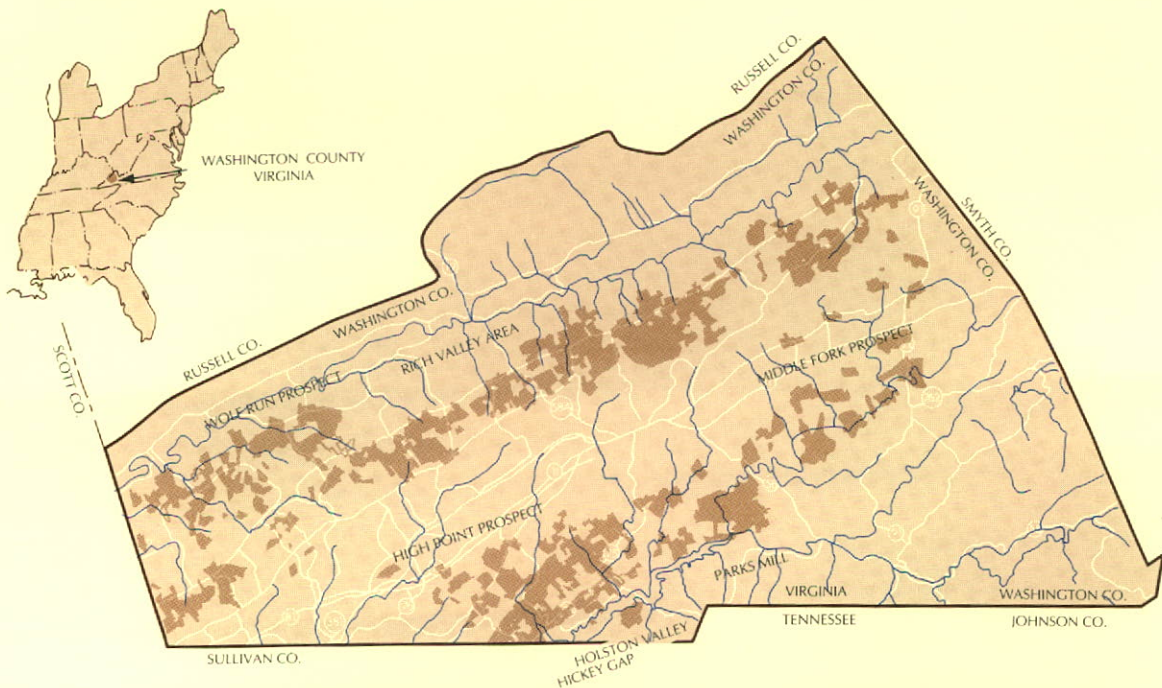 WASHINGTON COUNTY
VIRGINIA
RUSSELL CO.
WASHINGTON CO.
SMYTH CO.
WASHINGTON CO.
RUSSELL CO.
WASHINGTON CO.
SCOTT CO.
WOLF RUN PROSPECT
RICH VALLEY AREA
MIDDLE FORK PROSPECT
HIGH POINT PROSPECT
PARKS MILL
VIRGINIA
WASHINGTON CO.
TENNESSEE
JOHNSON CO.
SULLIVAN CO.
HOLSTON VALLEY
HICKEY GAP